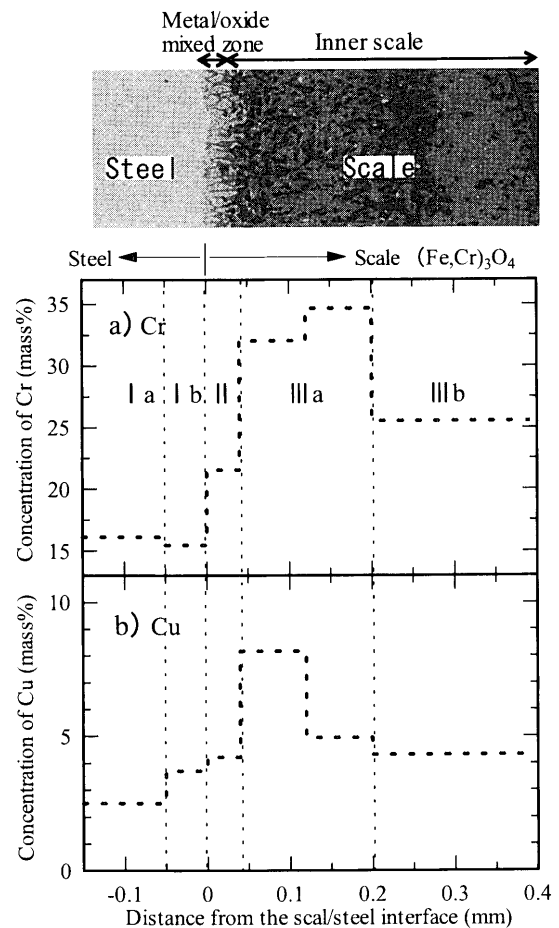 Metal/oxide
mixed zone
Inner scale
Steel
Scale
Steel
Scale (Fe,Cr)3O4
35
30
25
20
15
Concentration of Cr (mass%)
a) Cr
I a
I b
II
IIIa
IIIb
10
5
0
Concentration of Cu (mass%)
b) Cu
-0.1 0 0.1 0.2 0.3 0.4
Distance from the scal/steel interface (mm)